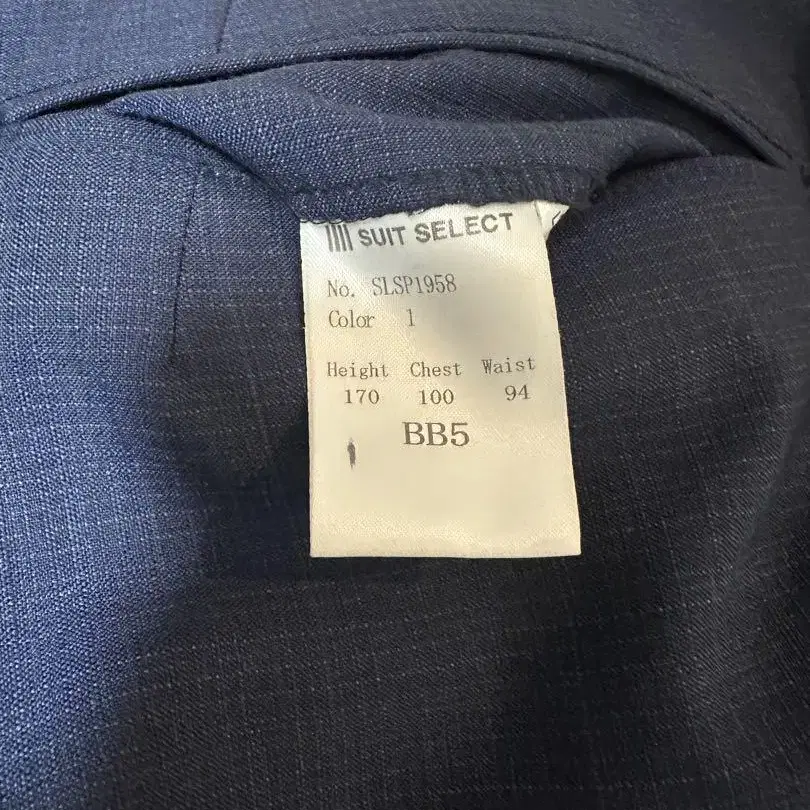 SUIT SELECT
No. SLSP1958
Color 1
Height Chest Waist
170 100 94
BB5